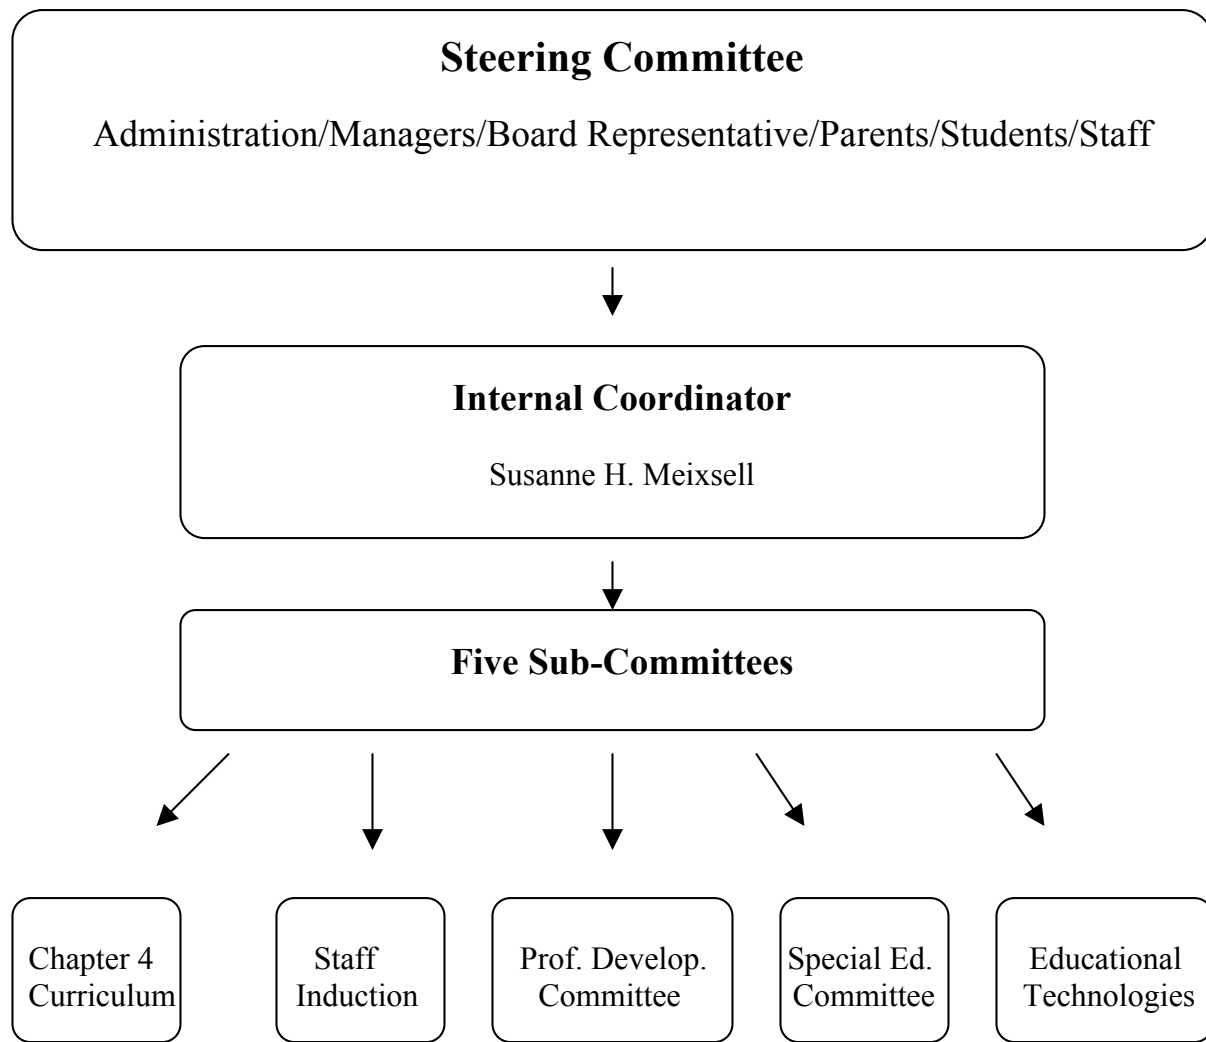 Steering Committee
Administration/Managers/Board Representative/Parents/Students/Staff
Internal Coordinator
Susanne H. Meixsell
Five Sub-Committees
Chapter 4
Curriculum
Staff
Induction
Prof. Develop.
Committee
Special Ed.
Committee
Educational
Technologies